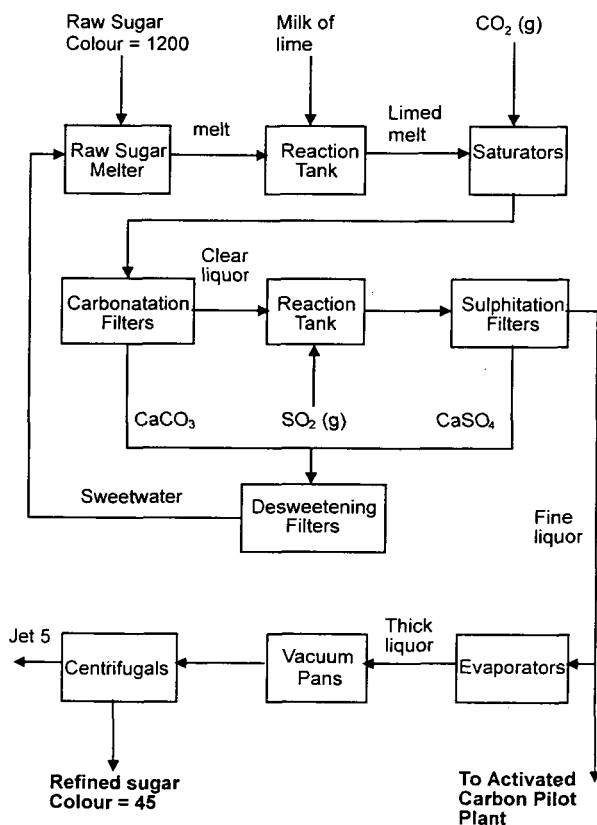 Raw Sugar
Colour = 1200
Milk of
lime
CO₂ (g)
Raw Sugar
Melter
melt
Reaction
Tank
Limed
melt
Saturators
Carbonatation
Filters
Clear
liquor
Reaction
Tank
Sulphitation
Filters
CaCO₃
SO₂ (g)
CaSO₄
Sweetwater
Desweetening
Filters
Fine
liquor
Jet 5
Centrifugals
Vacuum
Pans
Thick
liquor
Evaporators
Refined sugar
Colour = 45
To Activated
Carbon Pilot
Plant